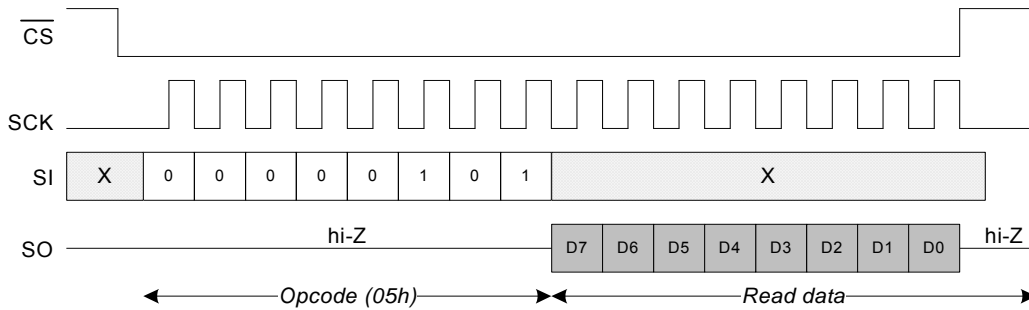 CS
SCK
SI X 0 0 0 0 0 1 0 1 X
SO hi-Z D7 D6 D5 D4 D3 D2 D1 D0 hi-Z
Opcode (05h) Read data